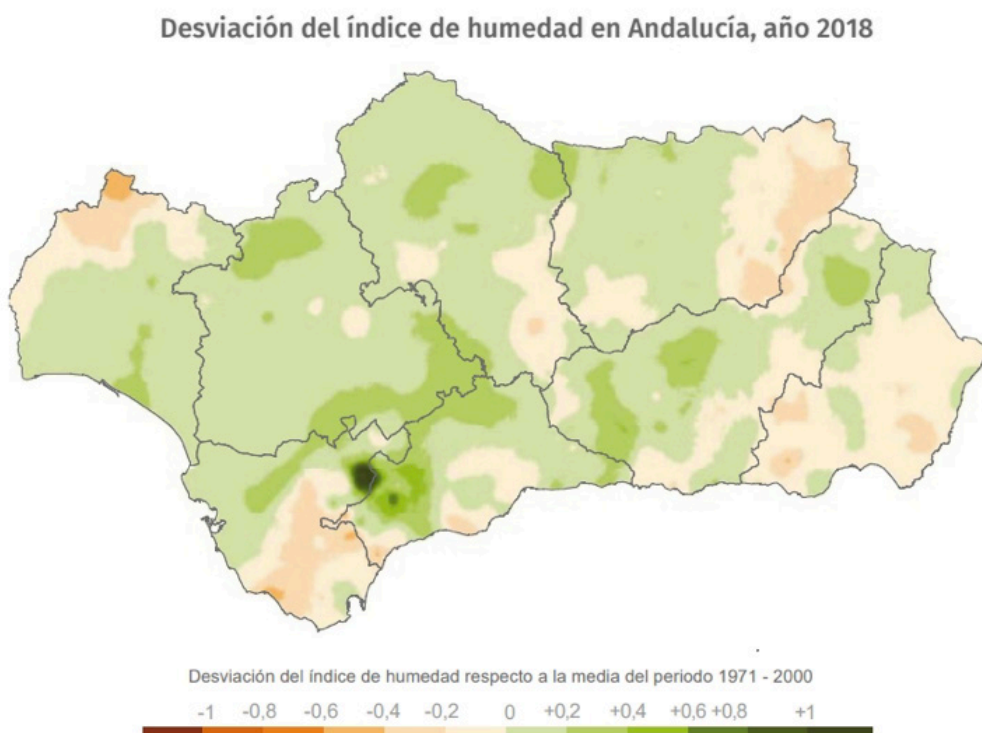 Desviación del índice de humedad en Andalucía, año 2018
Desviación del índice de humedad respecto a la media del periodo 1971 - 2000
-1 -0,8 -0,6 -0,4 -0,2 0 +0,2 +0,4 +0,6 +0,8 +1